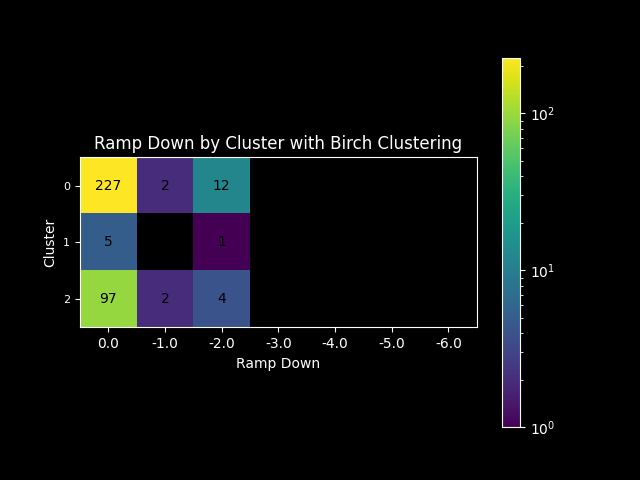 Ramp Down by Cluster with Birch Clustering
Cluster
0 227 2 12
1 5 1
2 97 2 4
0.0 -1.0 -2.0 -3.0 -4.0 -5.0 -6.0
Ramp Down
10²
10¹
10⁰